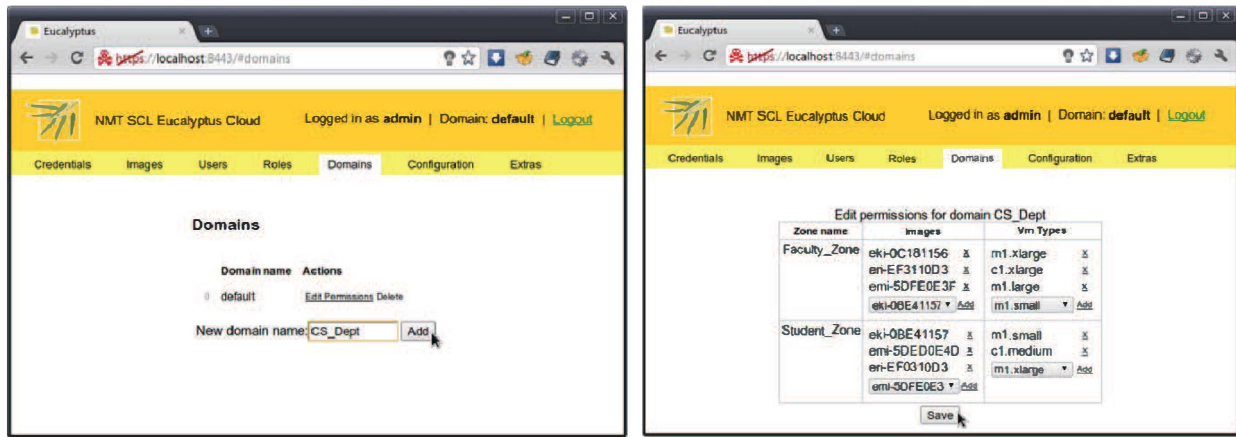 Eucalyptus
https://localhost:8443/#domains
NMT SCL Eucalyptus Cloud Logged in as admin | Domain: default | Logout
Credentials Images Users Roles Domains Configuration Extras
Domains
Domain name Actions
0 default Edit Permissions Delete
New domain name: CS_Dept Add
Eucalyptus
https://localhost:8443/#domains
NMT SCL Eucalyptus Cloud Logged in as admin | Domain: default | Logout
Credentials Images Users Roles Domains Configuration Extras
Edit permissions for domain CS_Dept
Zone name Images Vm Types
Faculty_Zone eki-0C181156 x m1.xlarge x
eri-EF3110D3 x c1.xlarge x
emi-5DFE0E3F x m1.large x
eki-0BE41157 Add m1.small Add
Student_Zone eki-0BE41157 x m1.small x
emi-5DED0E4D x c1.medium x
eri-EF0310D3 x m1.xlarge Add
emi-5DFE0E3 Add
Save